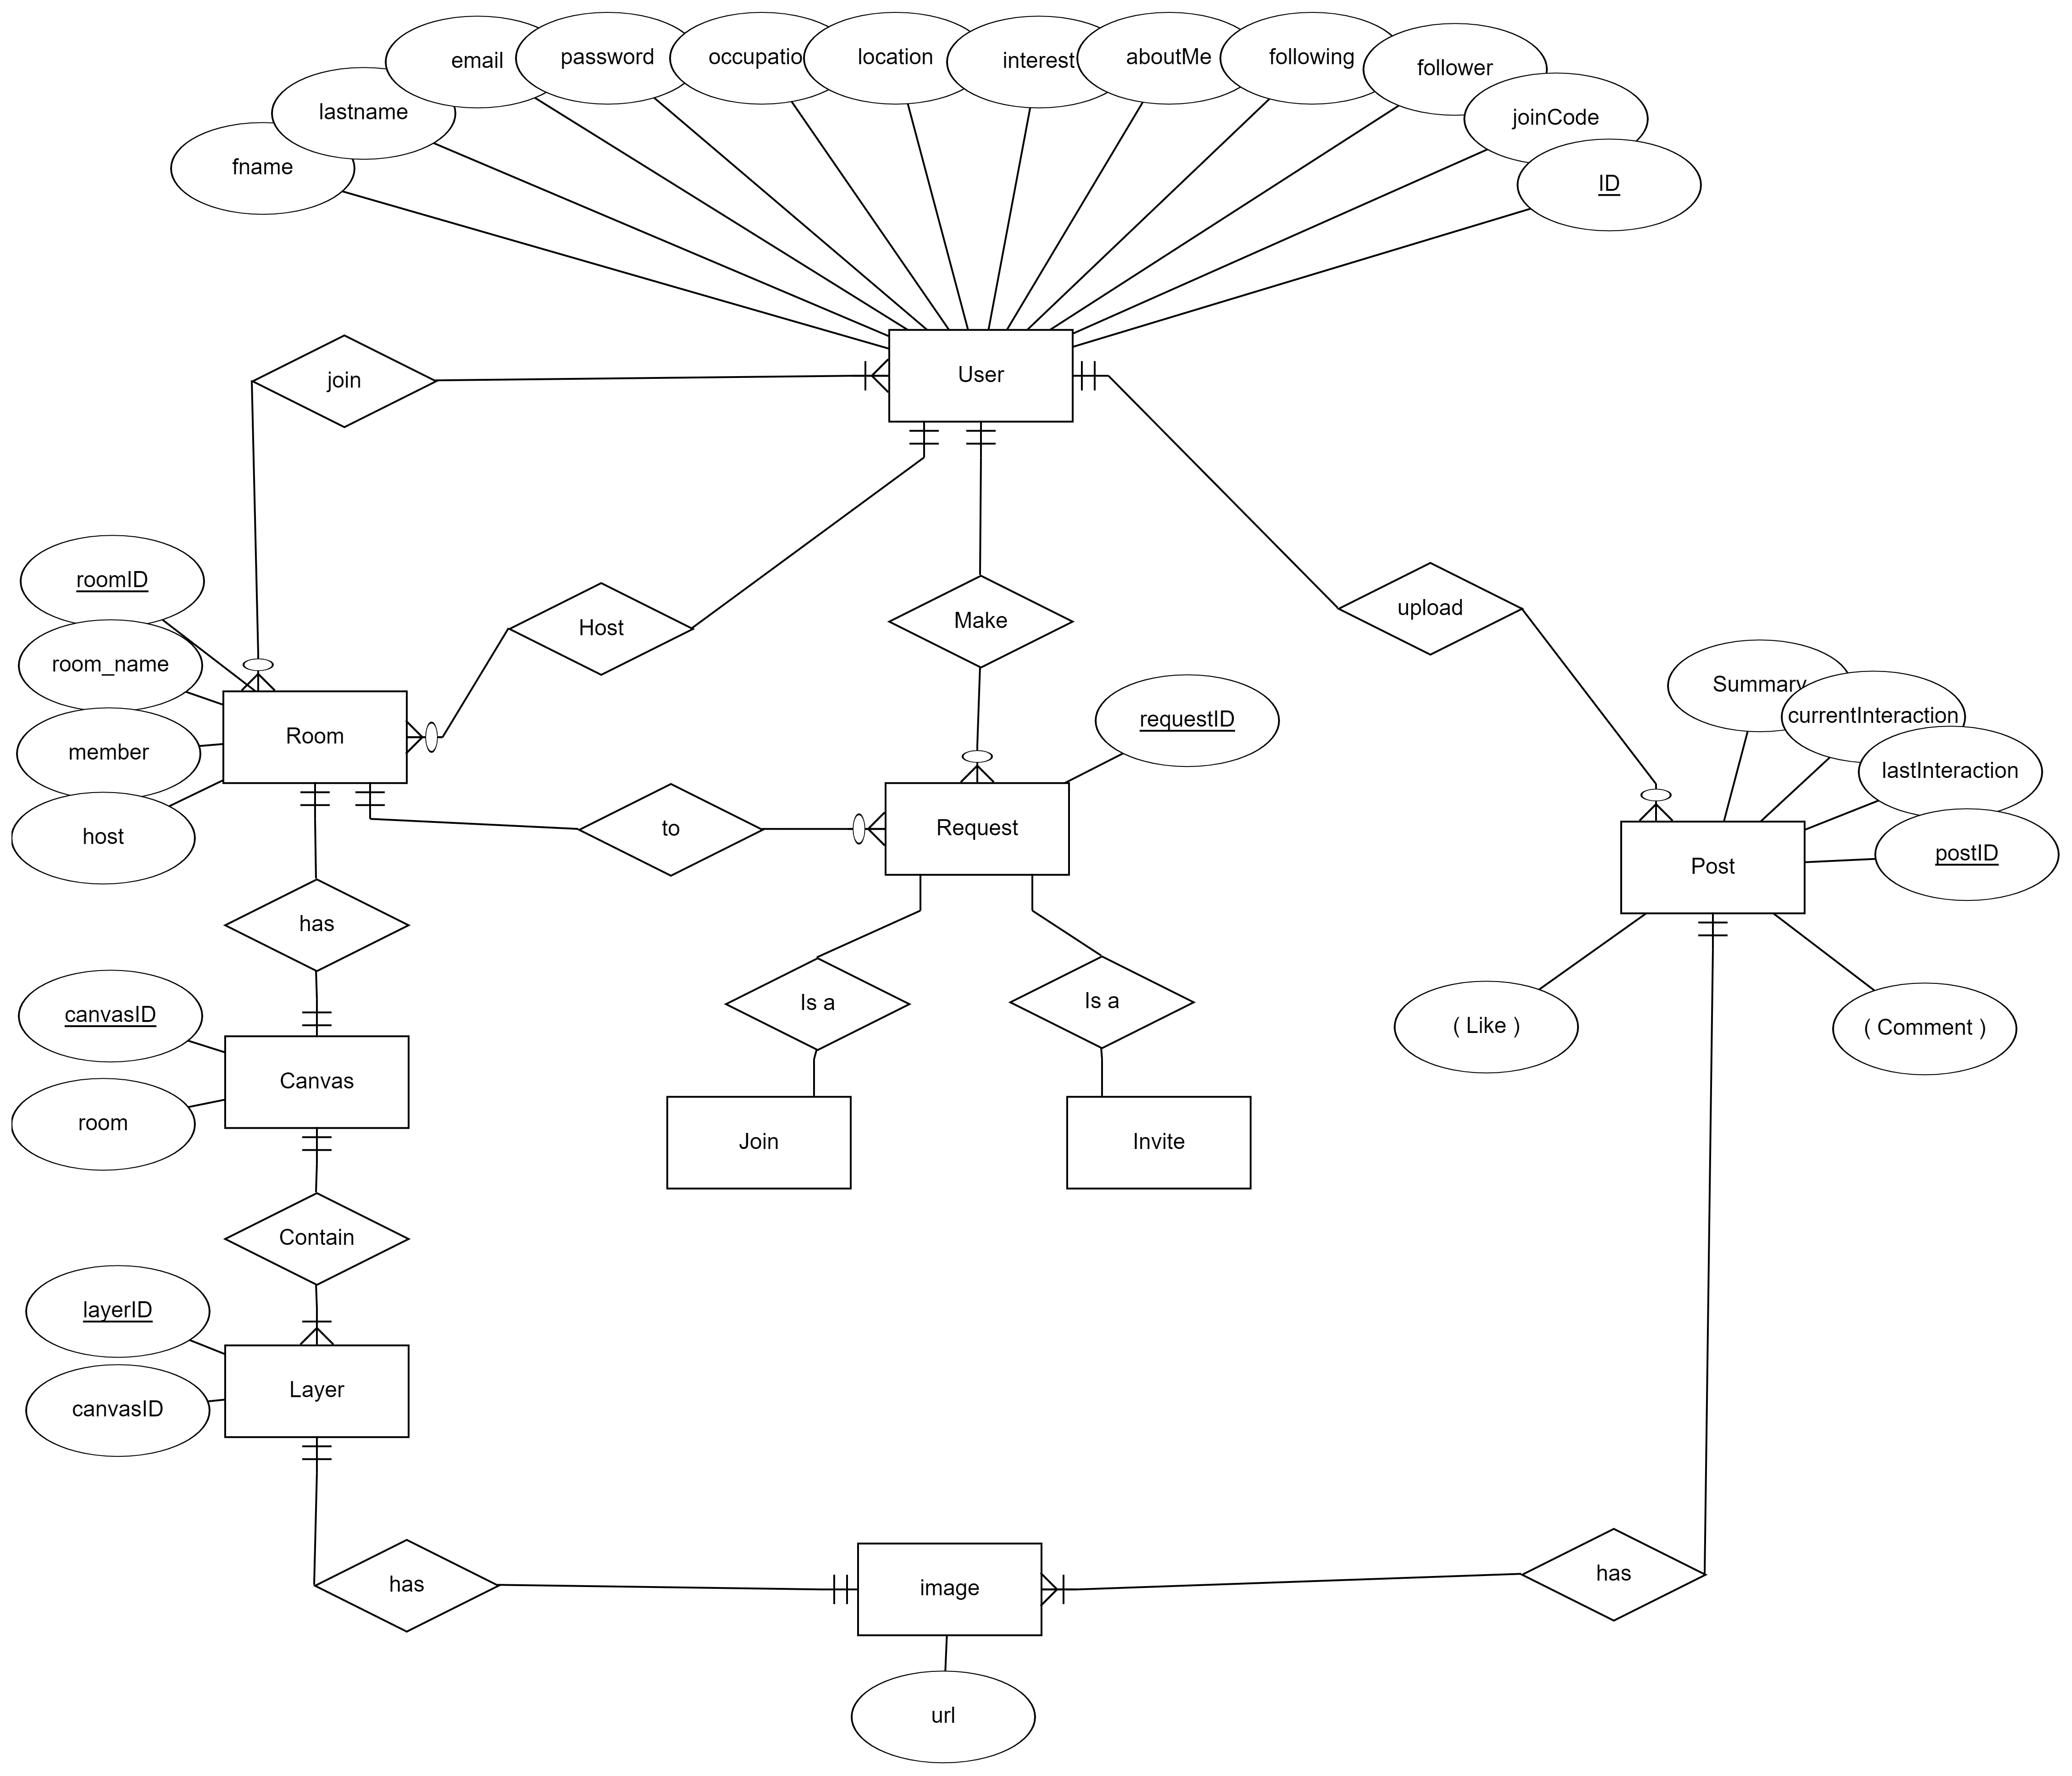 email
password
occupatio
location
interest
aboutMe
following
follower
lastname
joinCode
fname
ID
User
join
roomID
Host
Make
upload
room_name
Summary
currentInteraction
requestID
member
Room
lastInteraction
host
to
Request
Post
postID
has
canvasID
Is a
Is a
( Like )
( Comment )
Canvas
room
Join
Invite
Contain
layerID
Layer
canvasID
has
image
has
url